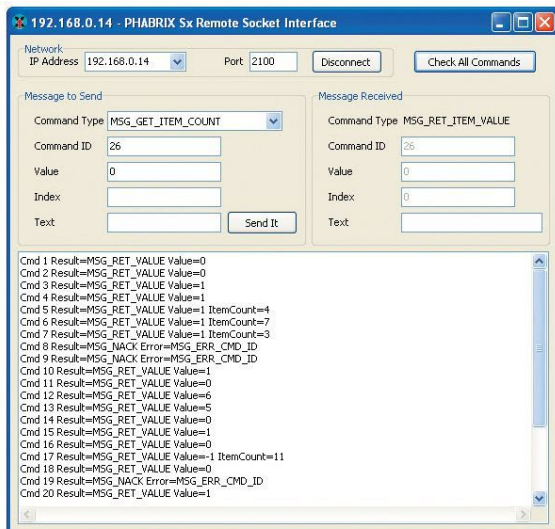 192.168.0.14 - PHABRIX Sx Remote Socket Interface
Network
IP Address 192.168.0.14 Port 2100 Disconnect Check All Commands
Message to Send
Command Type MSG_GET_ITEM_COUNT
Command ID 26
Value 0
Index
Text Send It
Message Received
Command Type MSG_RET_ITEM_VALUE
Command ID 26
Value 0
Index 0
Text
Cmd 1 Result=MSG_RET_VALUE Value=0
Cmd 2 Result=MSG_RET_VALUE Value=0
Cmd 3 Result=MSG_RET_VALUE Value=1
Cmd 4 Result=MSG_RET_VALUE Value=1
Cmd 5 Result=MSG_RET_VALUE Value=1 ItemCount=4
Cmd 6 Result=MSG_RET_VALUE Value=1 ItemCount=7
Cmd 7 Result=MSG_RET_VALUE Value=1 ItemCount=3
Cmd 8 Result=MSG_NACK Error=MSG_ERR_CMD_ID
Cmd 9 Result=MSG_NACK Error=MSG_ERR_CMD_ID
Cmd 10 Result=MSG_RET_VALUE Value=1
Cmd 11 Result=MSG_RET_VALUE Value=0
Cmd 12 Result=MSG_RET_VALUE Value=6
Cmd 13 Result=MSG_RET_VALUE Value=5
Cmd 14 Result=MSG_RET_VALUE Value=0
Cmd 15 Result=MSG_RET_VALUE Value=1
Cmd 16 Result=MSG_RET_VALUE Value=0
Cmd 17 Result=MSG_RET_VALUE Value=-1 ItemCount=11
Cmd 18 Result=MSG_RET_VALUE Value=0
Cmd 19 Result=MSG_NACK Error=MSG_ERR_CMD_ID
Cmd 20 Result=MSG_RET_VALUE Value=1